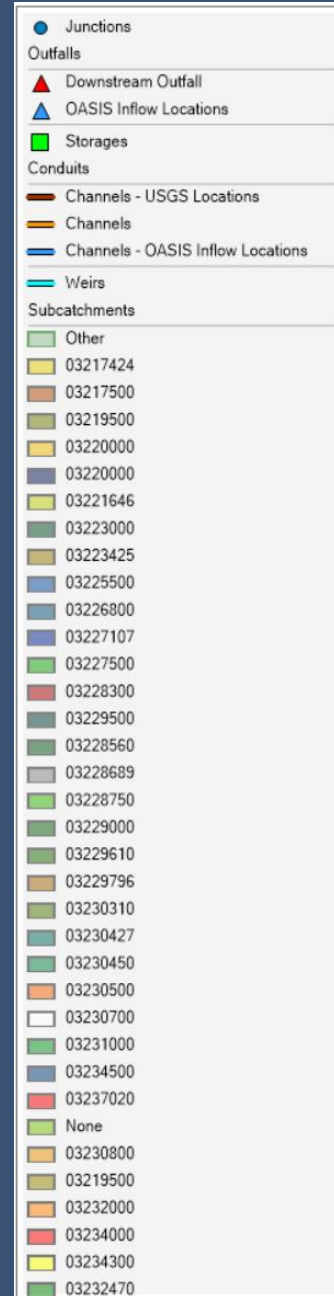 Junctions
Outfalls
Downstream Outfall
OASIS Inflow Locations
Storages
Conduits
Channels - USGS Locations
Channels
Channels - OASIS Inflow Locations
Weirs
Subcatchments
Other
03217424
03217500
03219500
03220000
03220000
03221646
03223000
03223425
03225500
03226800
03227107
03227500
03228300
03229500
03228560
03228689
03228750
03229000
03229610
03229796
03230310
03230427
03230450
03230500
03230700
03231000
03234500
03237020
None
03230800
03219500
03232000
03234000
03234300
03232470